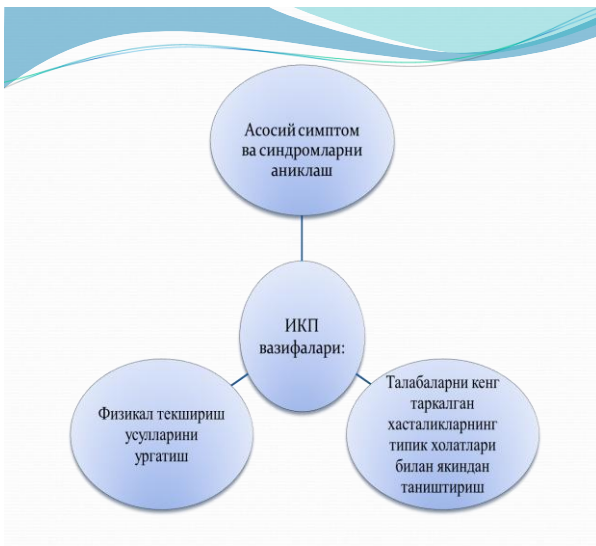 Асосий симптом
ва синдромларни
аниклаш
ИКП
вазифалари:
Физикал текшириш
усулларини
ургатиш
Талабаларни кенг
таркалган
хасталикларнинг
типик холатлари
билан якиндан
таништириш